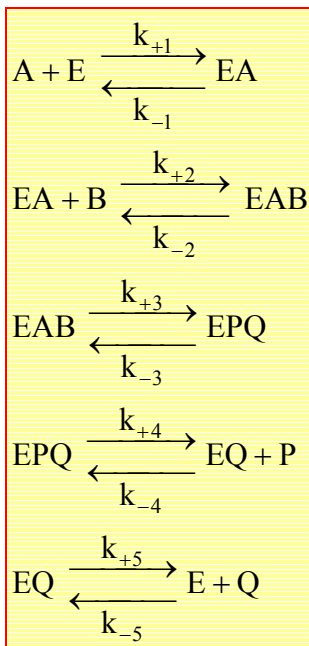 k+1
A + E ⇄ EA
k−1
k+2
EA + B ⇄ EAB
k−2
k+3
EAB ⇄ EPQ
k−3
k+4
EPQ ⇄ EQ + P
k−4
k+5
EQ ⇄ E + Q
k−5